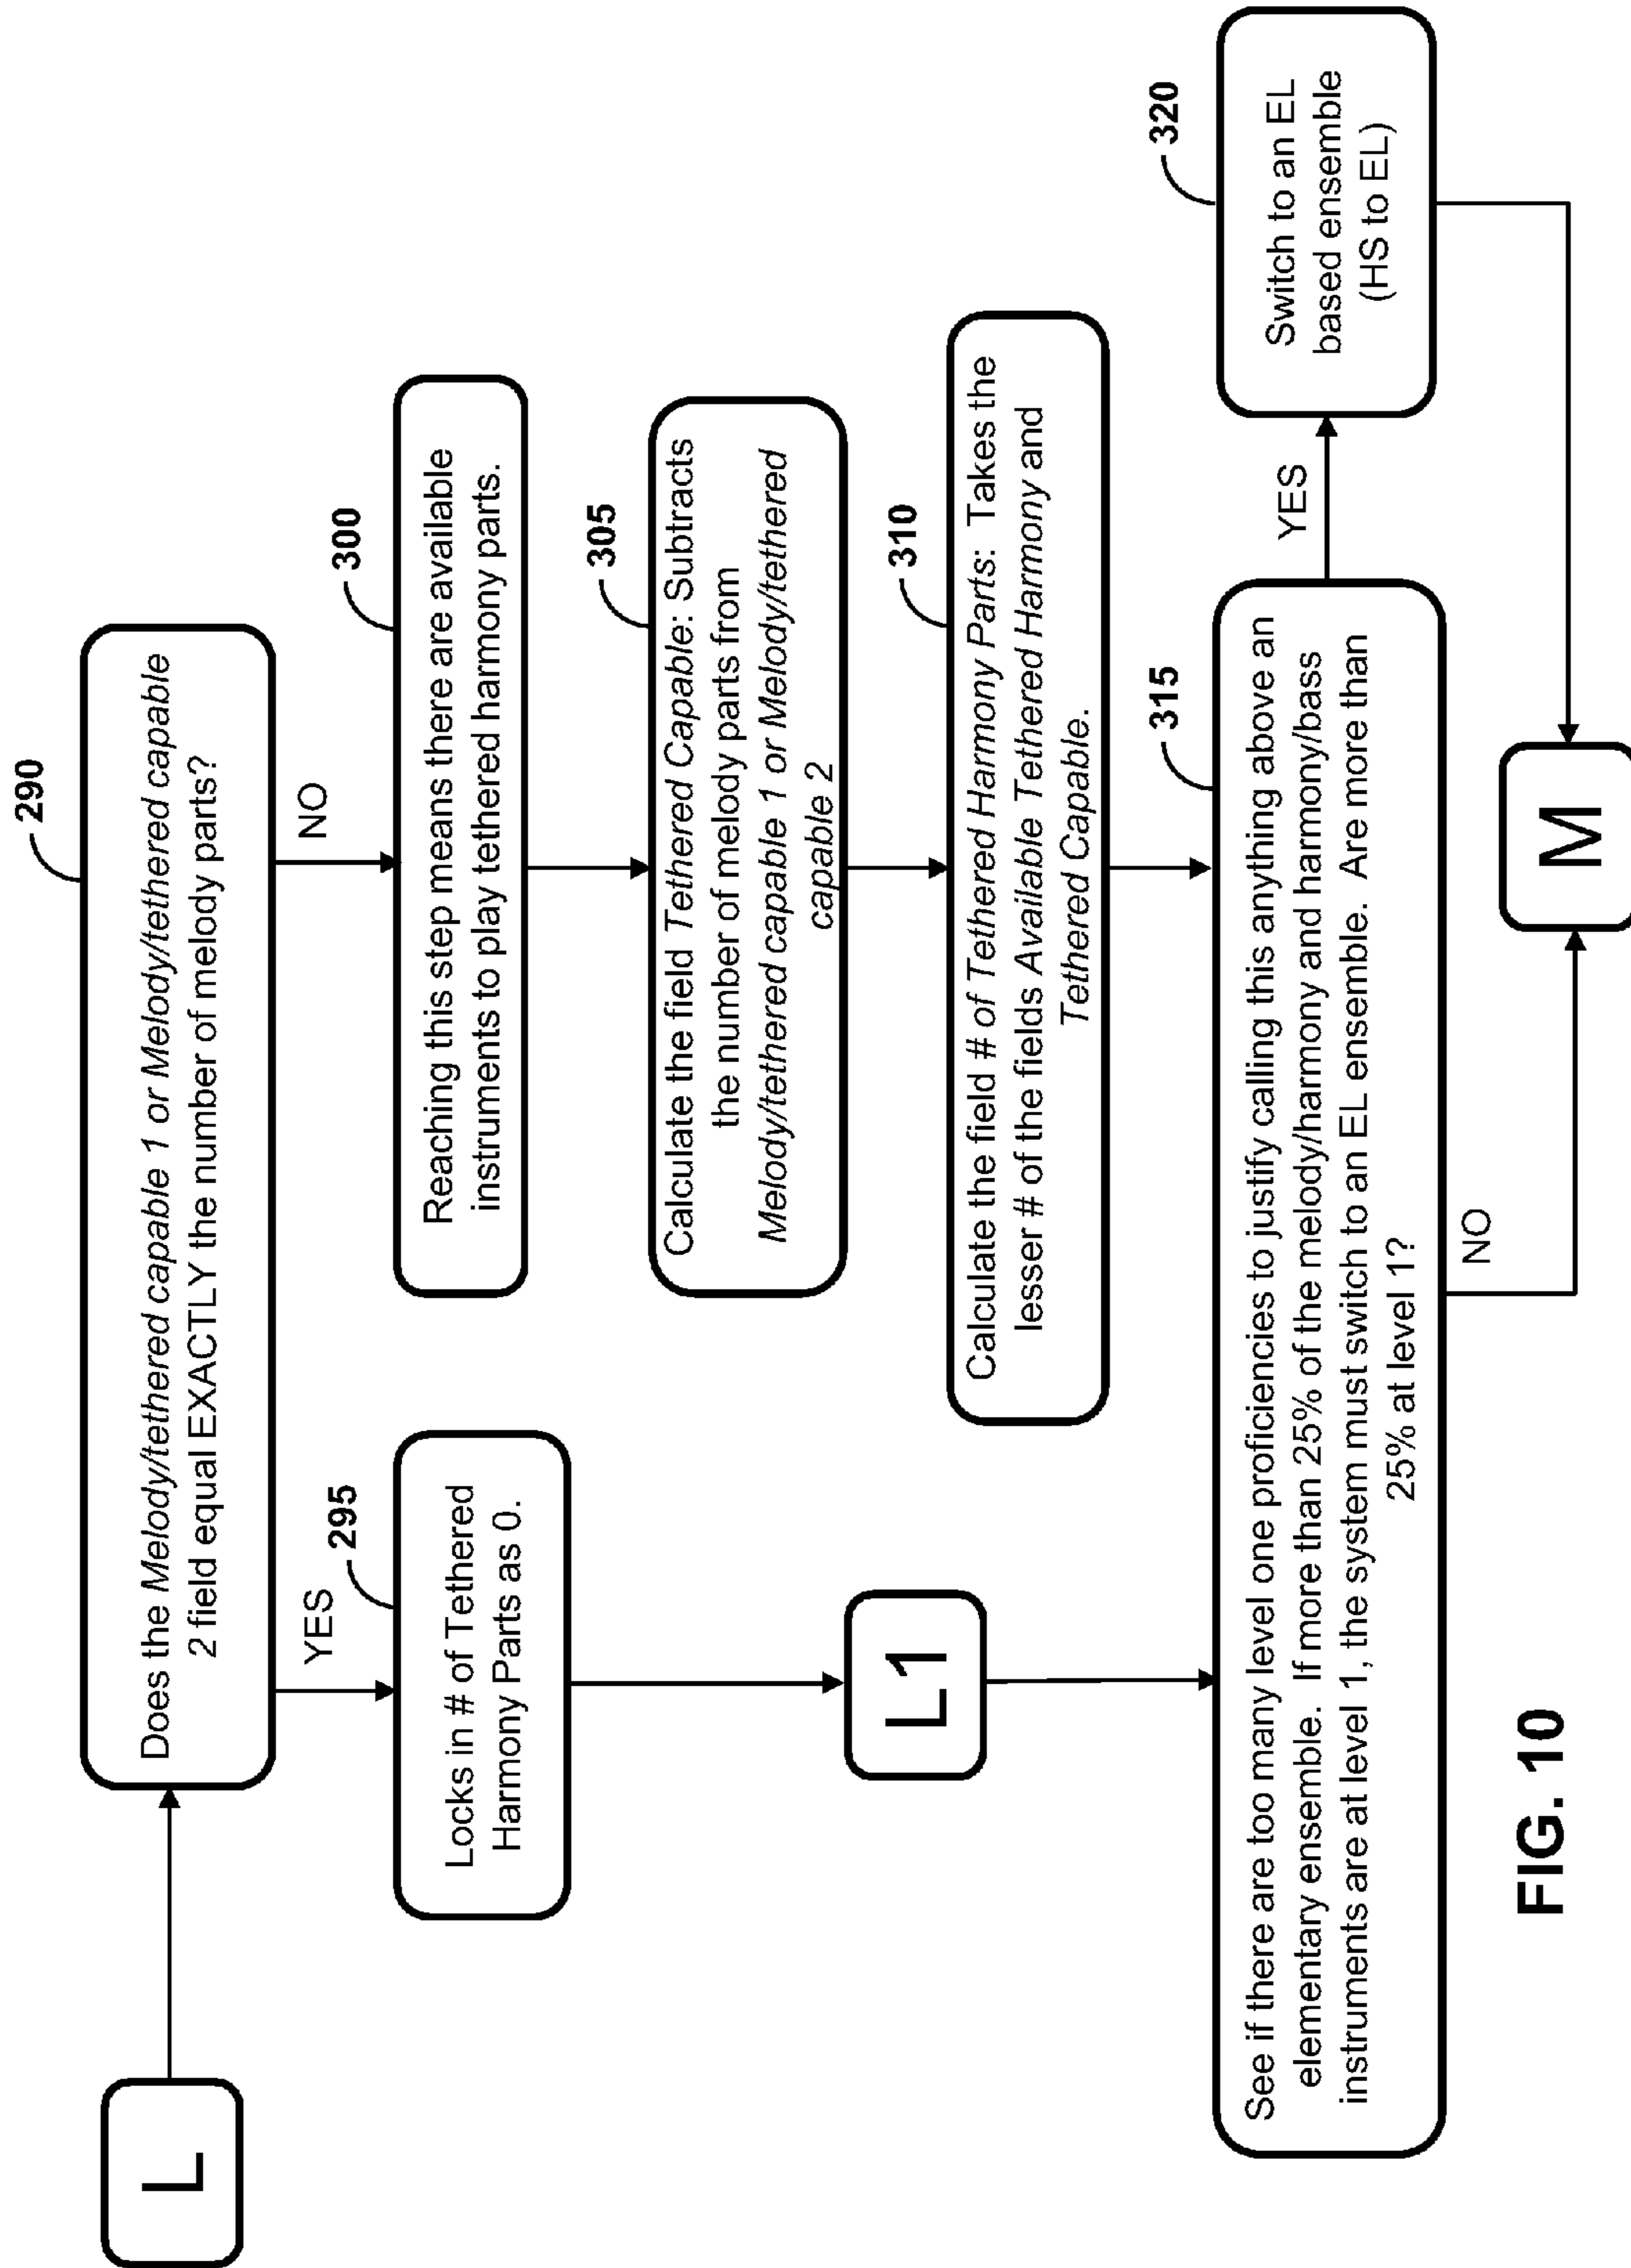 L
290
Does the Melody/tethered capable 1 or Melody/tethered capable
2 field equal EXACTLY the number of melody parts?
YES
NO
295
Locks in # of Tethered
Harmony Parts as 0.
L1
300
Reaching this step means there are available
instruments to play tethered harmony parts.
305
Calculate the field Tethered Capable: Subtracts
the number of melody parts from
Melody/tethered capable 1 or Melody/tethered
capable 2
310
Calculate the field # of Tethered Harmony Parts: Takes the
lesser # of the fields Available Tethered Harmony and
Tethered Capable.
315
See if there are too many level one proficiencies to justify calling this anything above an
elementary ensemble. If more than 25% of the melody/harmony and harmony/bass
instruments are at level 1, the system must switch to an EL ensemble. Are more than
25% at level 1?
YES
320
Switch to an EL
based ensemble
(HS to EL)
NO
M
FIG. 10